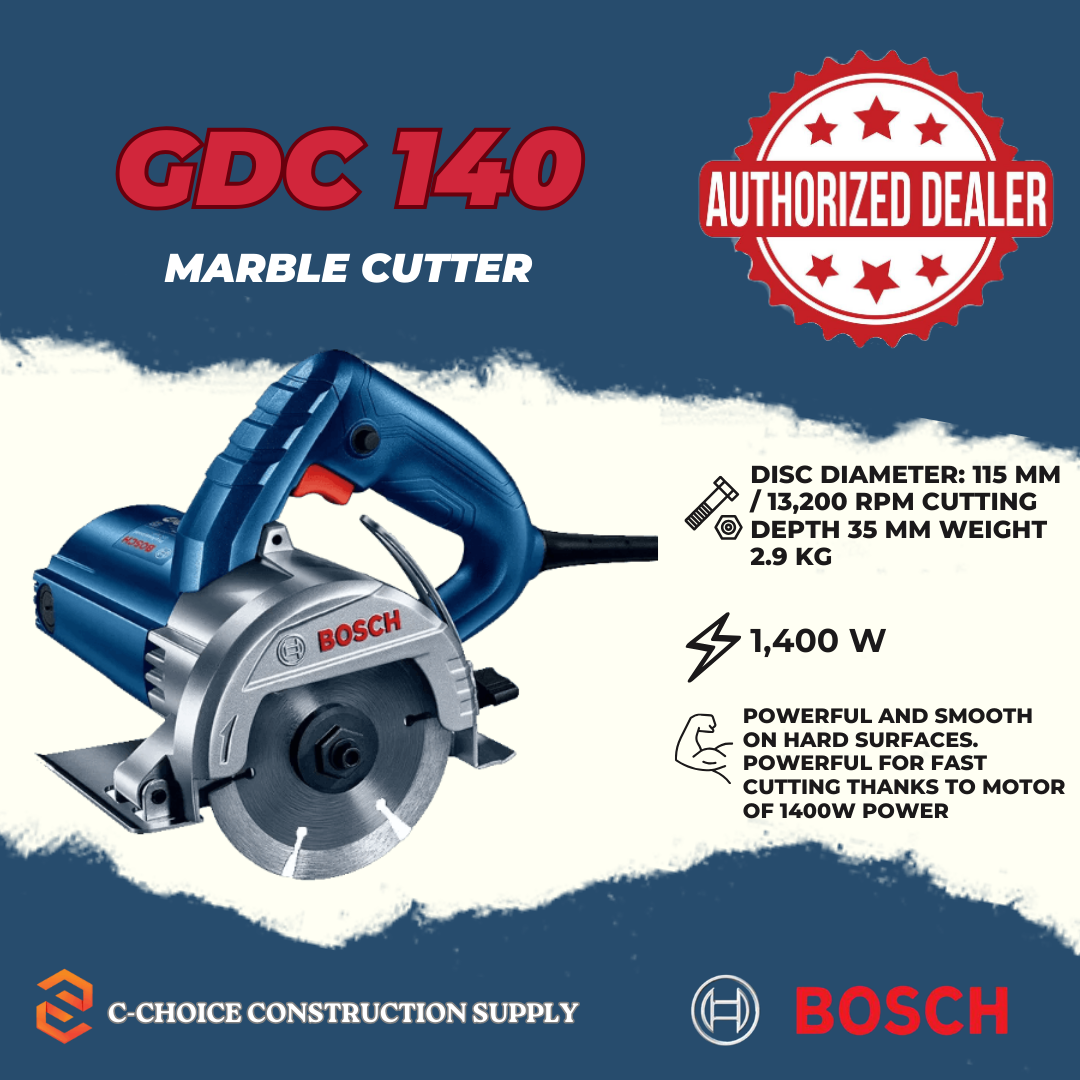 GDC 140
MARBLE CUTTER
AUTHORIZED DEALER
DISC DIAMETER: 115 MM
/ 13,200 RPM CUTTING
DEPTH 35 MM WEIGHT
2.9 KG
1,400 W
POWERFUL AND SMOOTH
ON HARD SURFACES.
POWERFUL FOR FAST
CUTTING THANKS TO MOTOR
OF 1400W POWER
BOSCH
BOSCH
C-CHOICE CONSTRUCTION SUPPLY
BOSCH